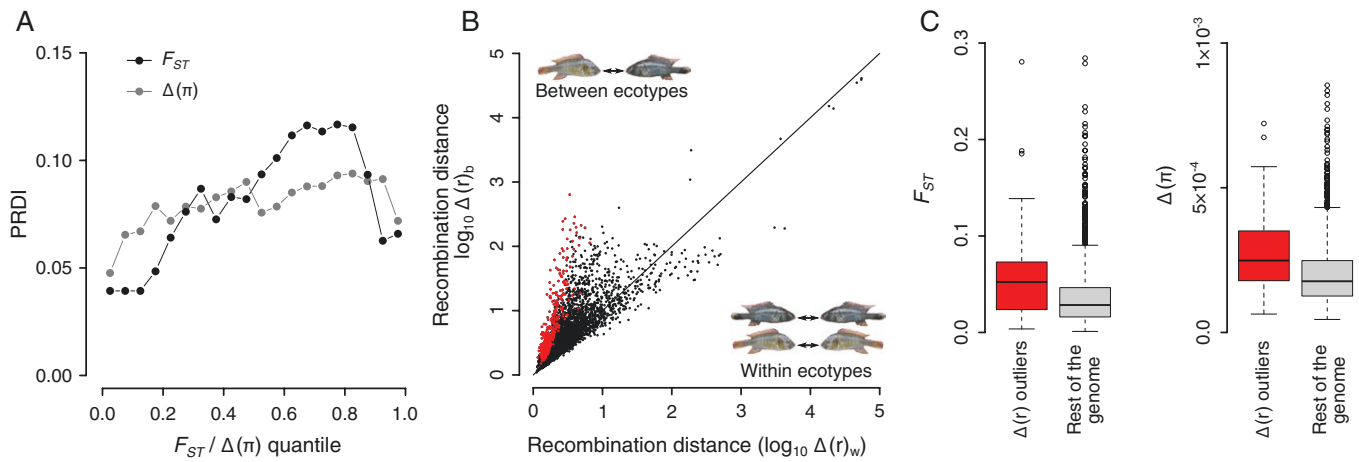 A
0.15
0.10
0.05
0.00
PRDI
F_ST
Δ(π)
0.0 0.2 0.4 0.6 0.8 1.0
F_ST / Δ(π) quantile
B
5
4
3
2
1
0
Recombination distance
log₁₀ Δ(r)_b
Between ecotypes
Within ecotypes
0 1 2 3 4 5
Recombination distance (log₁₀ Δ(r)_w)
C
0.3
0.2
0.1
0.0
F_ST
Δ(r) outliers
Rest of the
genome
1×10⁻³
5×10⁻⁴
0.0
Δ(π)
Δ(r) outliers
Rest of the
genome